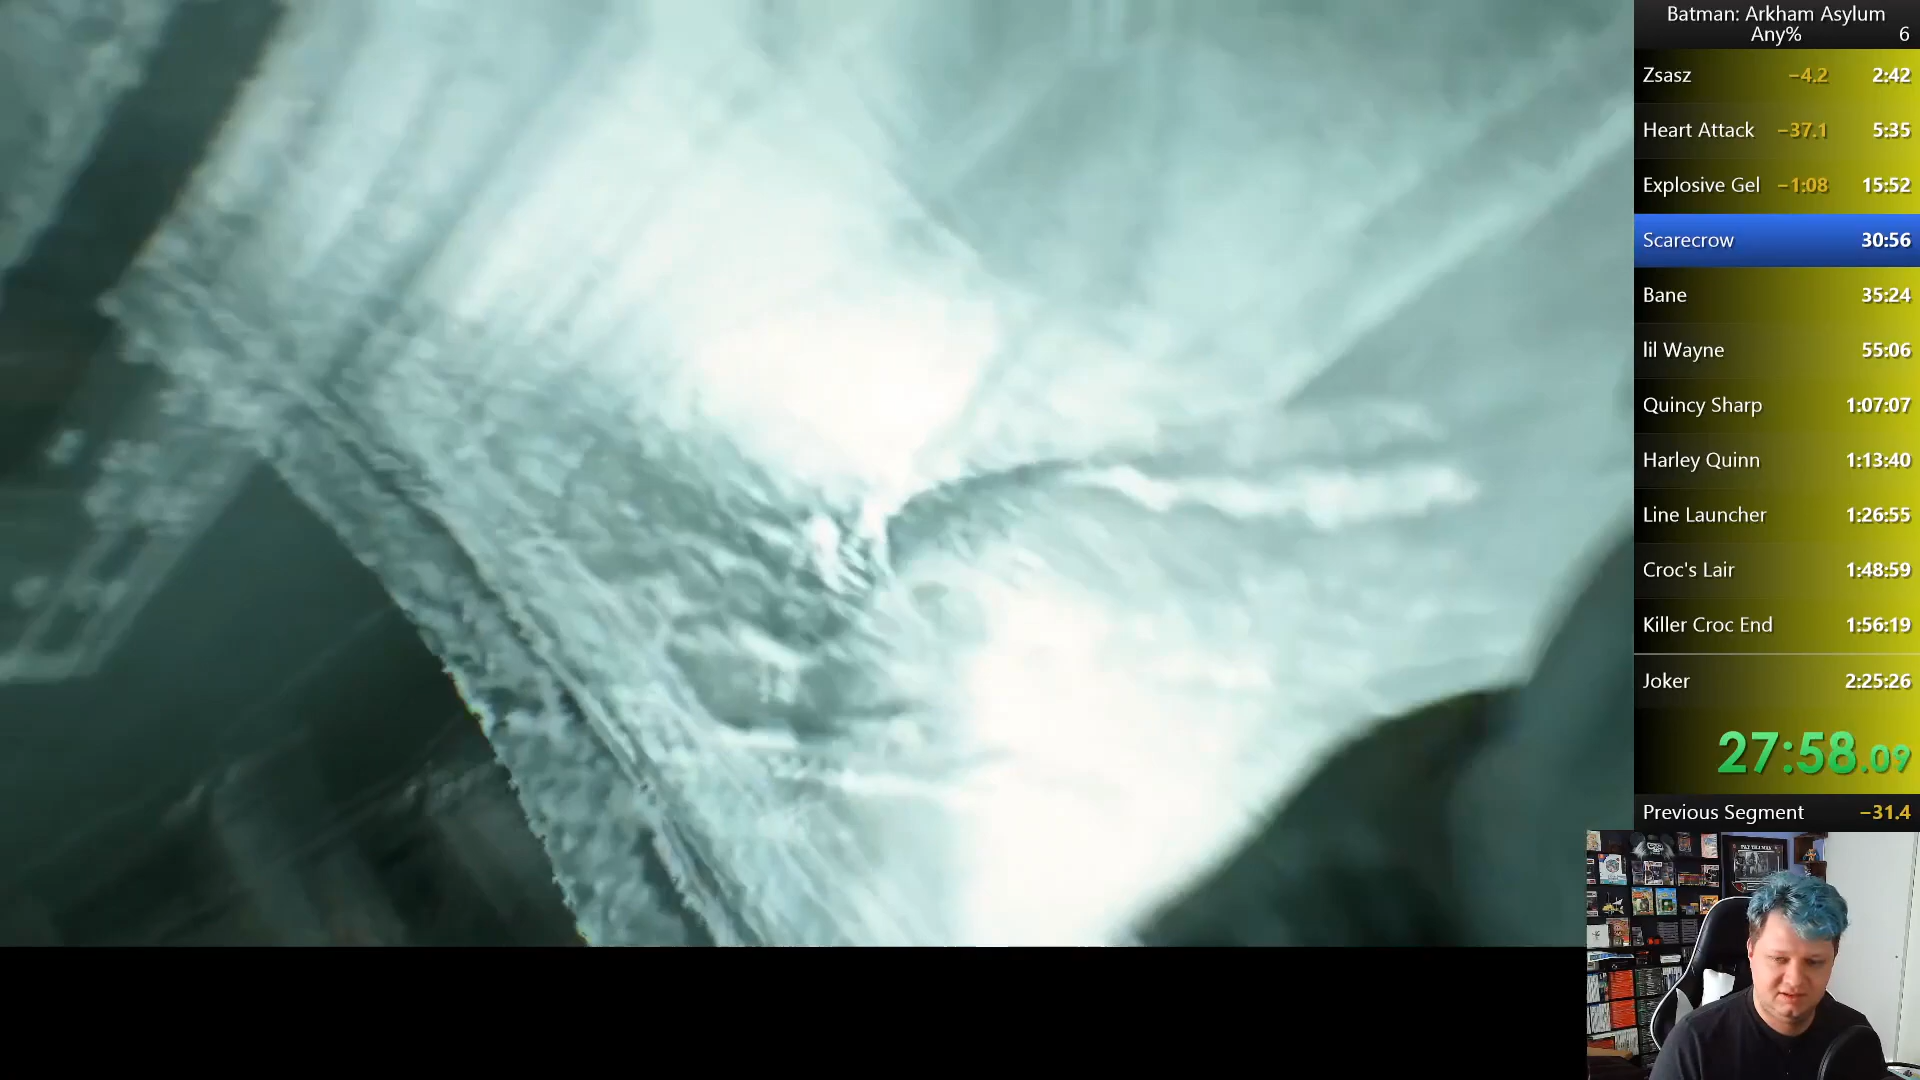 Batman: Arkham Asylum
Any% 6
Zsasz −4.2 2:42
Heart Attack −37.1 5:35
Explosive Gel −1:08 15:52
Scarecrow 30:56
Bane 35:24
lil Wayne 55:06
Quincy Sharp 1:07:07
Harley Quinn 1:13:40
Line Launcher 1:26:55
Croc's Lair 1:48:59
Killer Croc End 1:56:19
Joker 2:25:26
27:58.09
Previous Segment −31.4